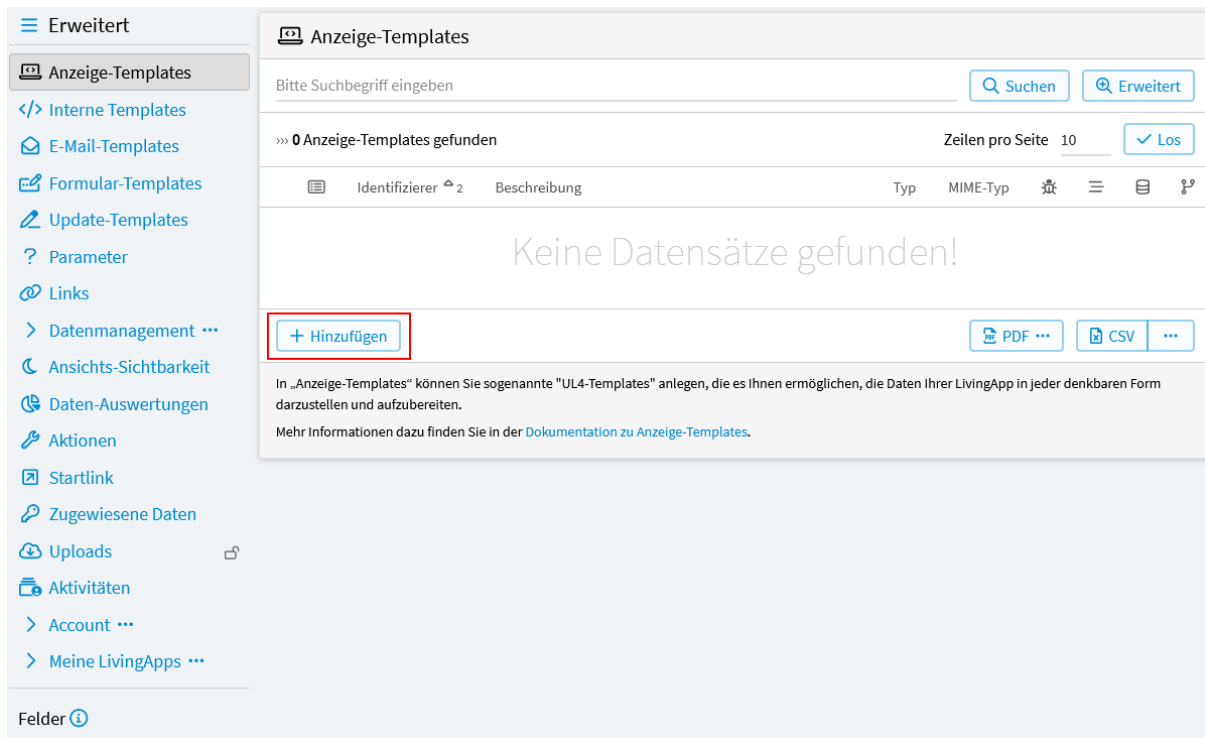 Erweitert
Anzeige-Templates
Interne Templates
E-Mail-Templates
Formular-Templates
Update-Templates
? Parameter
Links
Datenmanagement •••
Ansichts-Sichtbarkeit
Daten-Auswertungen
Aktionen
Startlink
Zugewiesene Daten
Uploads
Aktivitäten
Account •••
Meine LivingApps •••
Felder
Anzeige-Templates
Bitte Suchbegriff eingeben
Suchen
Erweitert
››› 0 Anzeige-Templates gefunden
Zeilen pro Seite 10
Los
Identifizierer 2 Beschreibung Typ MIME-Typ
Keine Datensätze gefunden!
+ Hinzufügen
PDF •••
CSV
•••
In „Anzeige-Templates“ können Sie sogenannte "UL4-Templates" anlegen, die es Ihnen ermöglichen, die Daten Ihrer LivingApp in jeder denkbaren Form
darzustellen und aufzubereiten.
Mehr Informationen dazu finden Sie in der Dokumentation zu Anzeige-Templates.